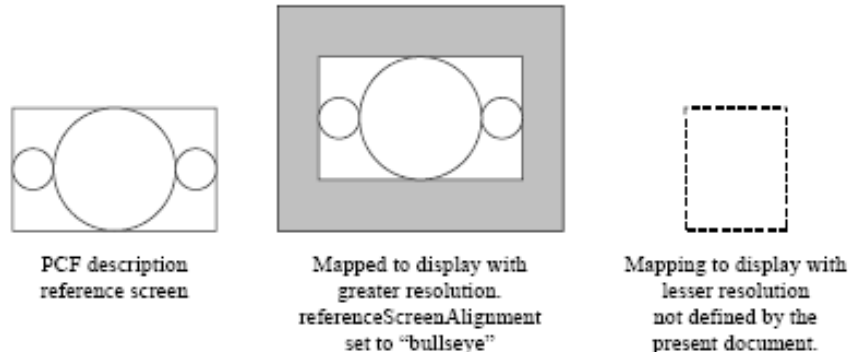 PCF description
reference screen
Mapped to display with
greater resolution.
referenceScreenAlignment
set to “bullseye”
Mapping to display with
lesser resolution
not defined by the
present document.